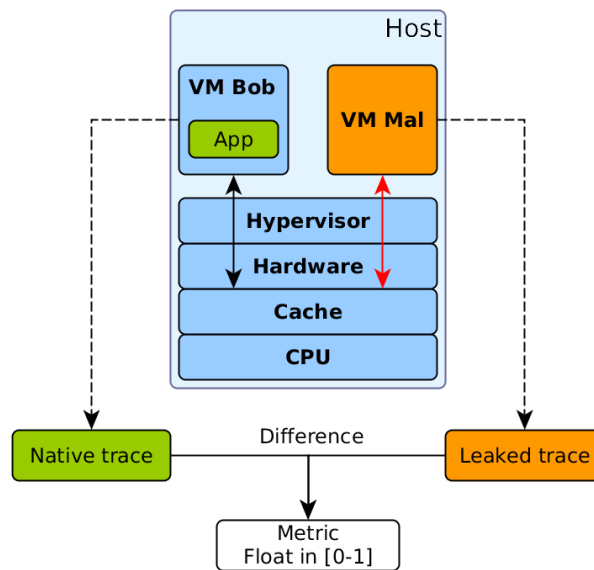 Host
VM Bob
App
VM Mal
Hypervisor
Hardware
Cache
CPU
Native trace
Difference
Leaked trace
Metric
Float in [0-1]